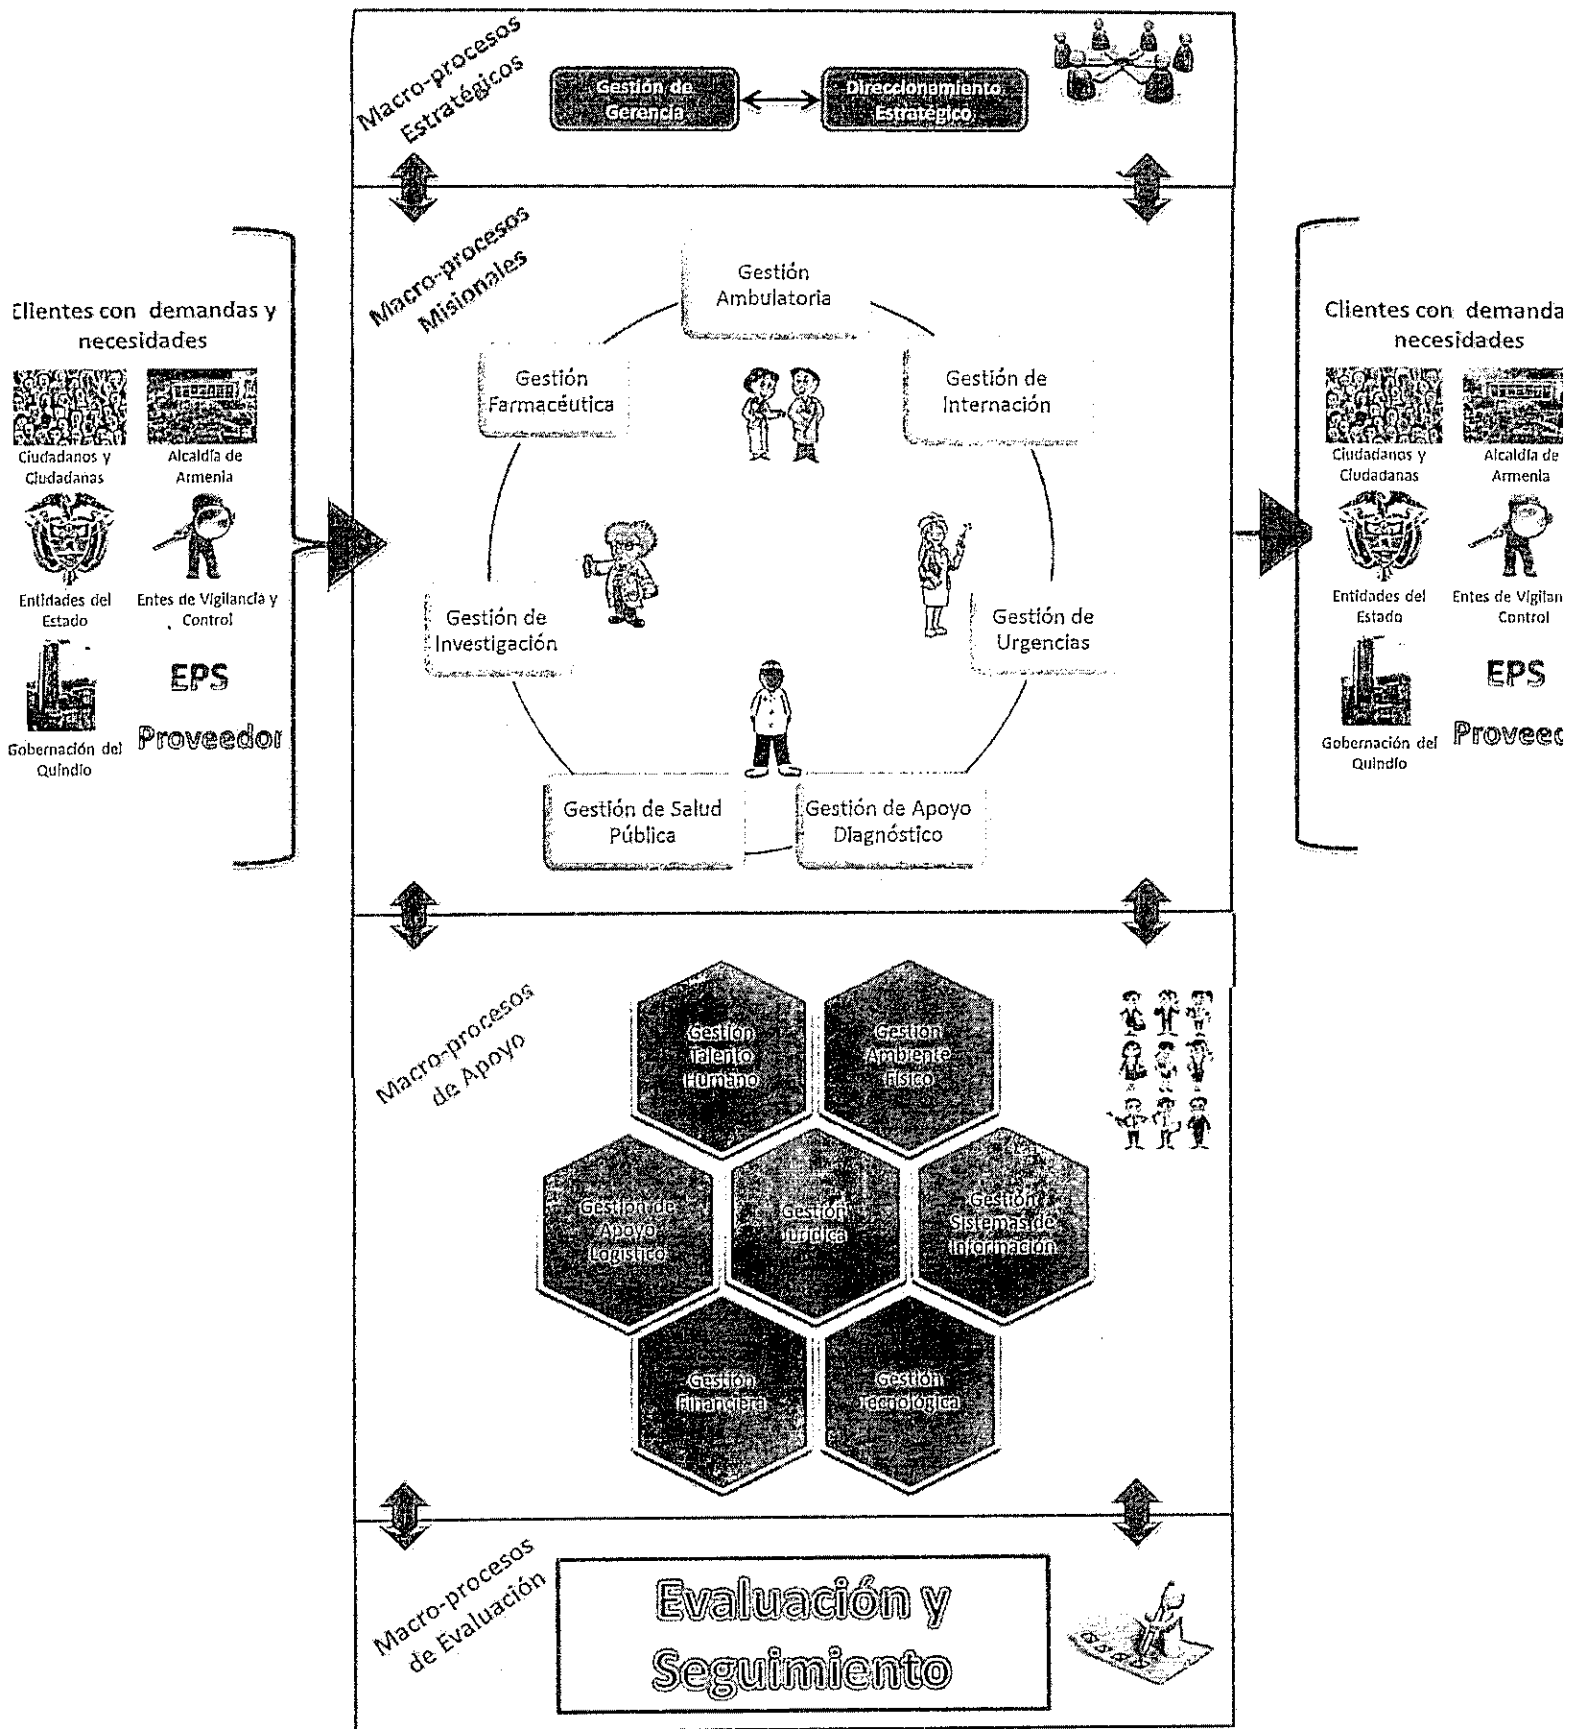 Macro-procesos
Estratégicos
Gestión de
Gerencia
Direccionamiento
Estratégico
Macro-procesos
Misionales
Gestión
Ambulatoria
Gestión
Farmacéutica
Gestión de
Internación
Gestión de
Investigación
Gestión de
Urgencias
Gestión de Salud
Pública
Gestión de Apoyo
Diagnóstico
Clientes con demandas y
necesidades
Ciudadanos y
Ciudadanas
Alcaldía de
Armenia
Entidades del
Estado
Entes de Vigilancia y
Control
Gobernación del
Quindío
EPS
Proveedor
Clientes con demanda
necesidades
Ciudadanos y
Ciudadanas
Alcaldía de
Armenia
Entidades del
Estado
Entes de Vigilan
Control
Gobernación del
Quindío
EPS
Proveec
Macro-procesos
de Apoyo
Gestión
Talento
Humano
Gestión
Ambiente
Físico
Gestión de
Apoyo
Logístico
Gestión
Jurídica
Gestión
Sistemas de
Información
Gestión
Financiera
Gestión
Tecnológica
Macro-procesos
de Evaluación
Evaluación y
Seguimiento